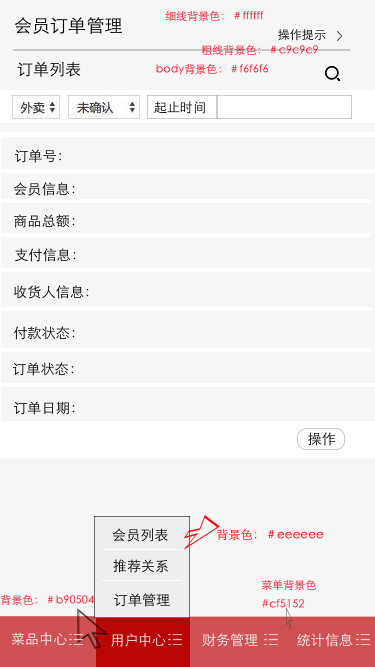 细线背景色：#ffffff
会员订单管理
操作提示
粗线背景色：#c9c9c9
订单列表
body背景色：#f6f6f6
外卖 未确认 起止时间
订单号：
会员信息：
商品总额：
支付信息：
收货人信息：
付款状态：
订单状态：
订单日期：
操作
会员列表
背景色：#eeeeee
推荐关系
菜单背景色
订单管理
#cf5152
背景色：#b90504
菜品中心 用户中心 财务管理 统计信息